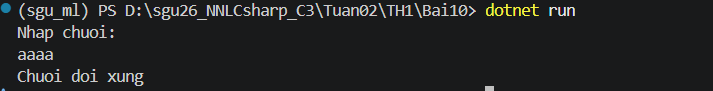 (sgu_ml) PS D:\sgu26_NNLCsharp_C3\Tuan02\TH1\Bai10> dotnet run
Nhap chuoi:
aaaa
Chuoi doi xung